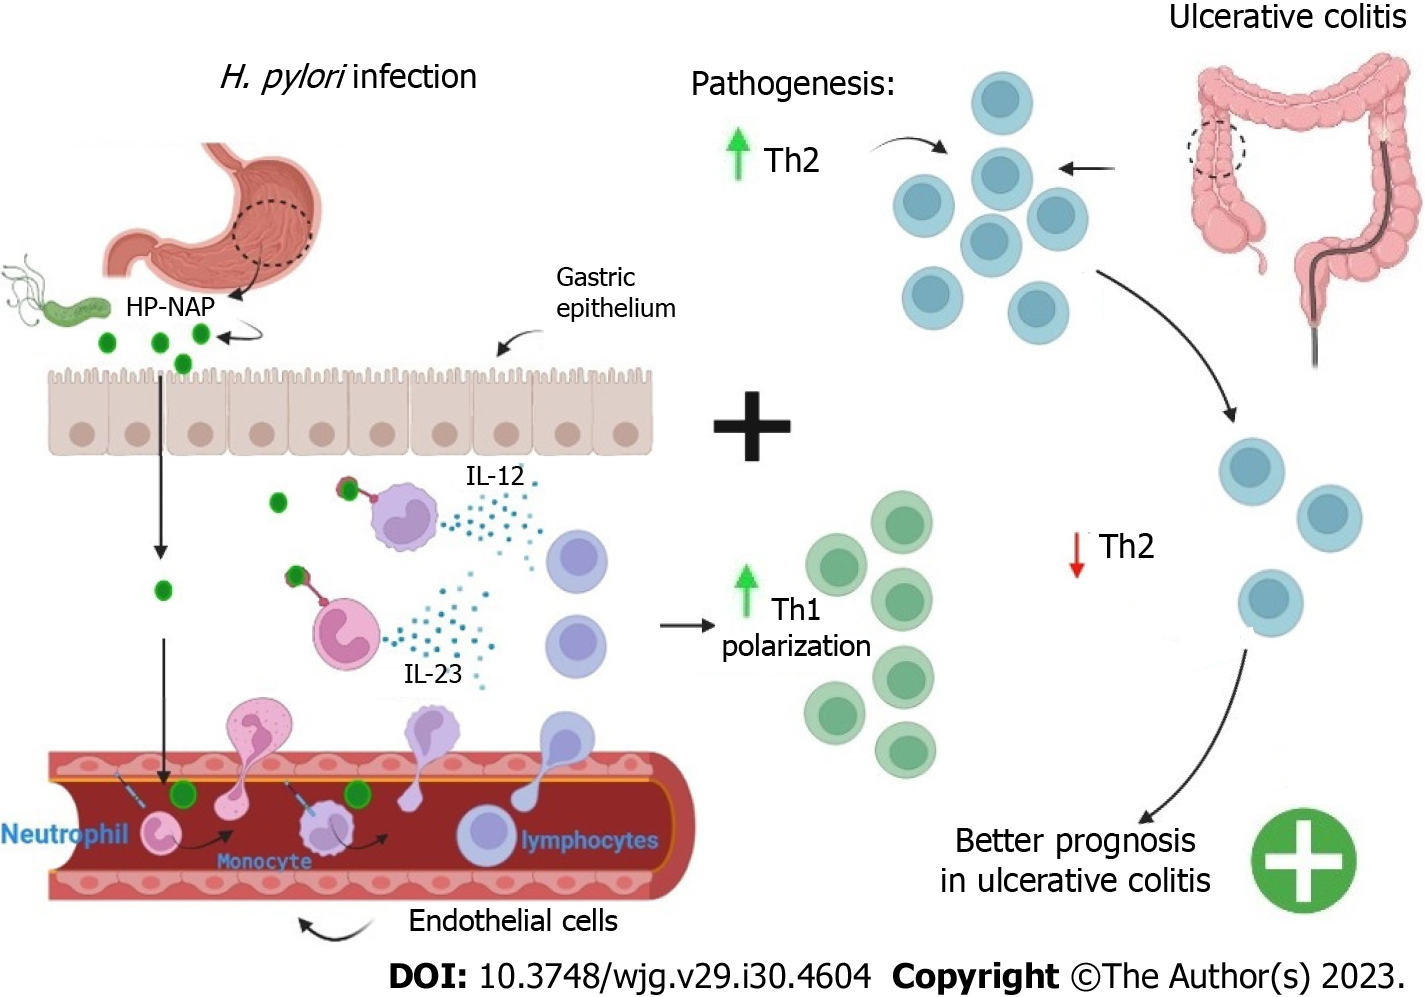 Ulcerative colitis
H. pylori infection
Pathogenesis:
Th2
HP-NAP
Gastric
epithelium
IL-12
IL-23
Th1
polarization
Th2
Neutrophil
Monocyte
lymphocytes
Better prognosis
in ulcerative colitis
Endothelial cells
DOI: 10.3748/wjg.v29.i30.4604 Copyright ©The Author(s) 2023.